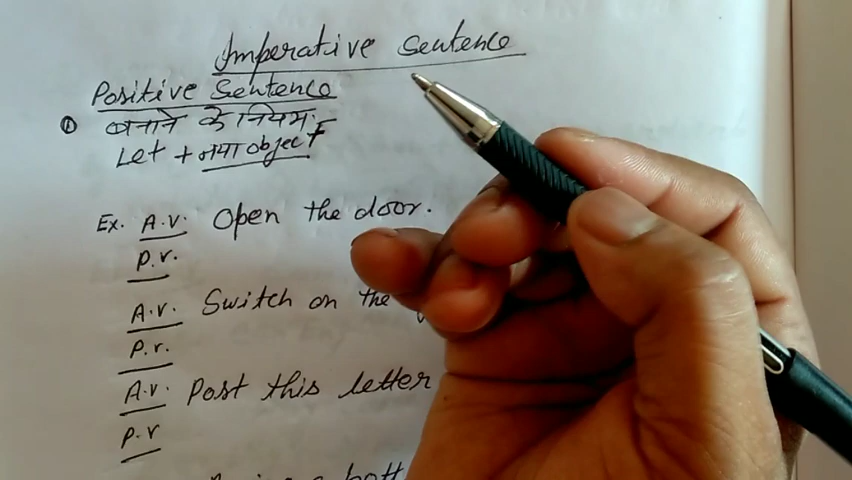 Imperative Sentence
Positive Sentence
① बनाने के नियम:-
Let + नया object
Ex. A.V. Open the door.
P.V.
A.V. Switch on the
P.V.
A.V. Post this letter
P.V